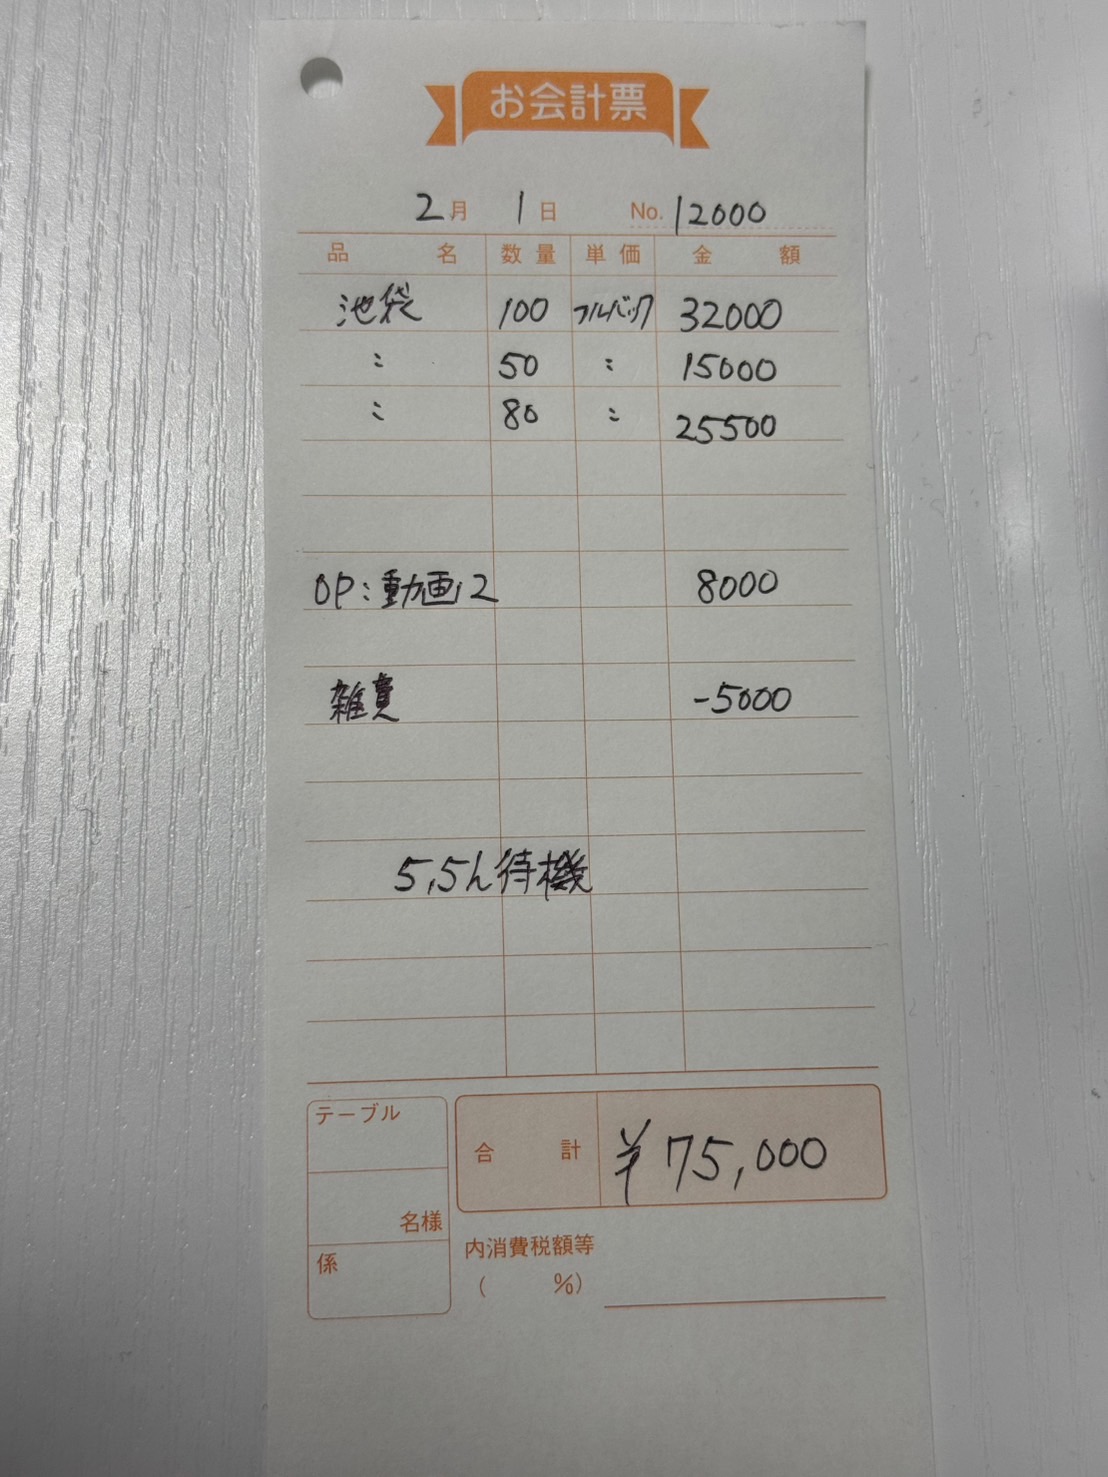 お会計票
2月 1日 No.12000
品名 数量 単価 金額
池袋 100 フルバック 32000
〃 50 〃 15000
〃 80 〃 25500
OP:動画2 8000
雑費 -5000
5,5h待機
テーブル
名様
係
合計 ¥75,000
内消費税額等
( %)